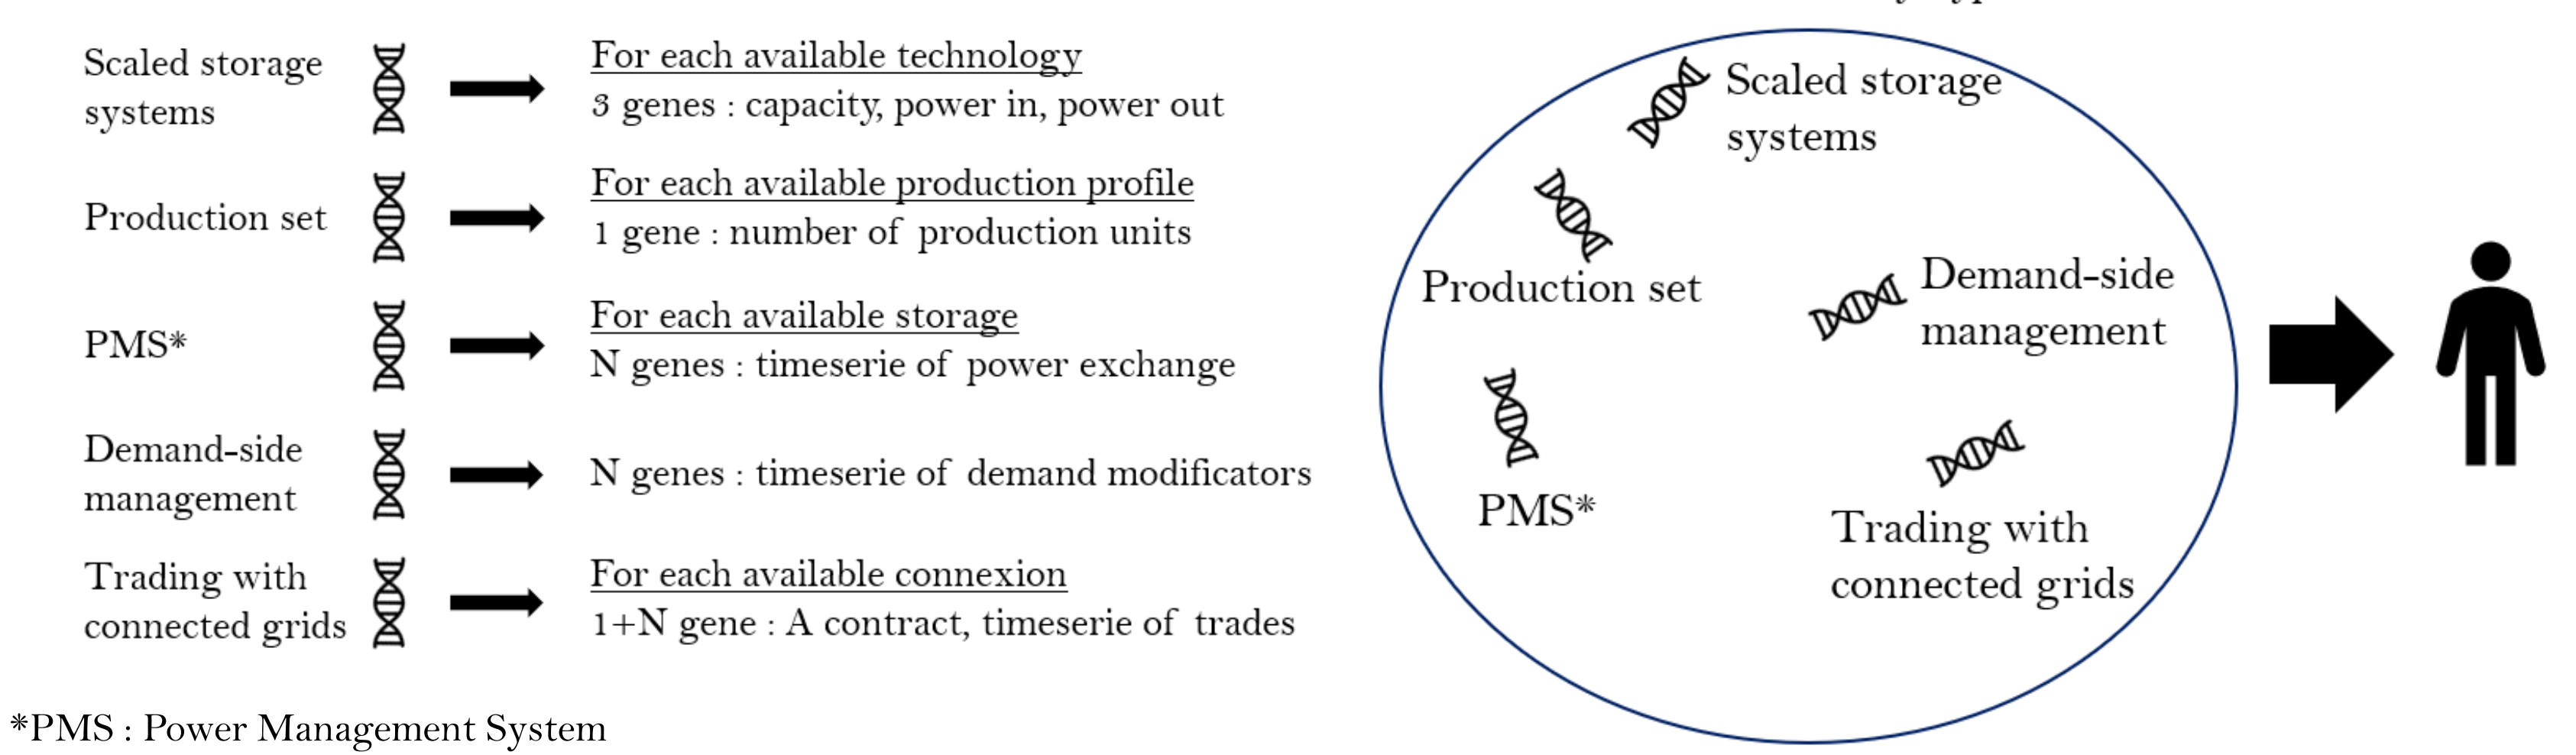 Scaled storage
systems
For each available technology
3 genes : capacity, power in, power out
Production set
For each available production profile
1 gene : number of production units
PMS*
For each available storage
N genes : timeserie of power exchange
Demand-side
management
N genes : timeserie of demand modificators
Trading with
connected grids
For each available connexion
1+N gene : A contract, timeserie of trades
*PMS : Power Management System
Scaled storage
systems
Production set
Demand-side
management
PMS*
Trading with
connected grids